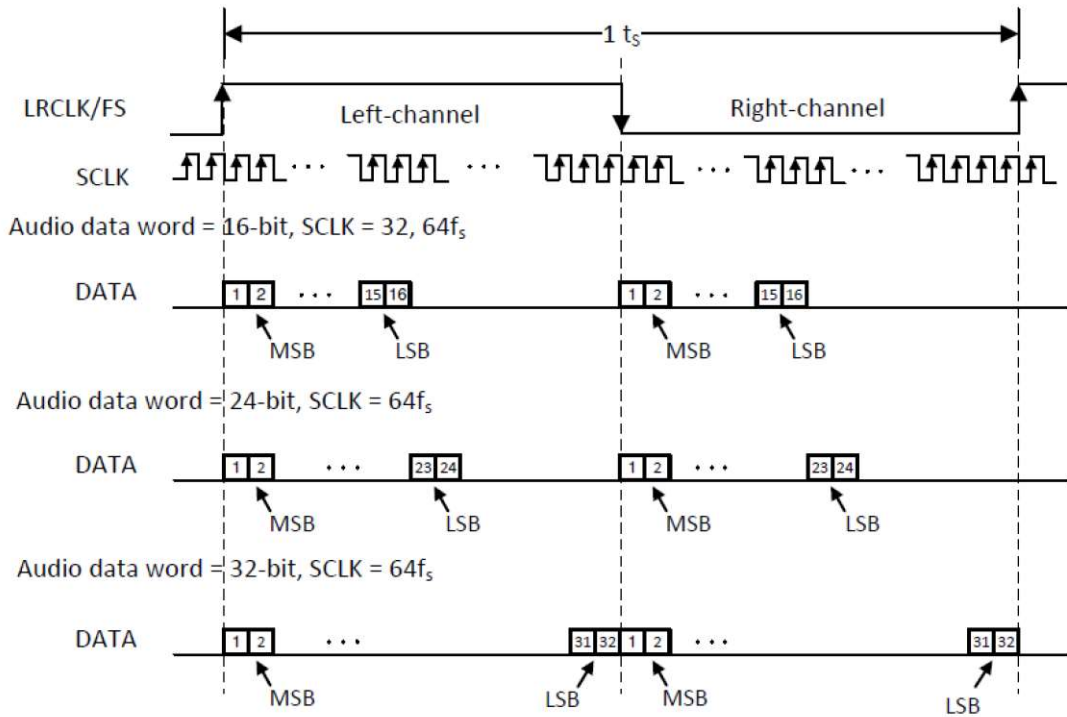 1 tS
LRCLK/FS Left-channel Right-channel
SCLK ... ... ... ...
Audio data word = 16-bit, SCLK = 32, 64fs
DATA 1 2 ... 15 16 1 2 ... 15 16
MSB LSB MSB LSB
Audio data word = 24-bit, SCLK = 64fs
DATA 1 2 ... 23 24 1 2 ... 23 24
MSB LSB MSB LSB
Audio data word = 32-bit, SCLK = 64fs
DATA 1 2 ... 31 32 1 2 ... 31 32
MSB LSB MSB LSB